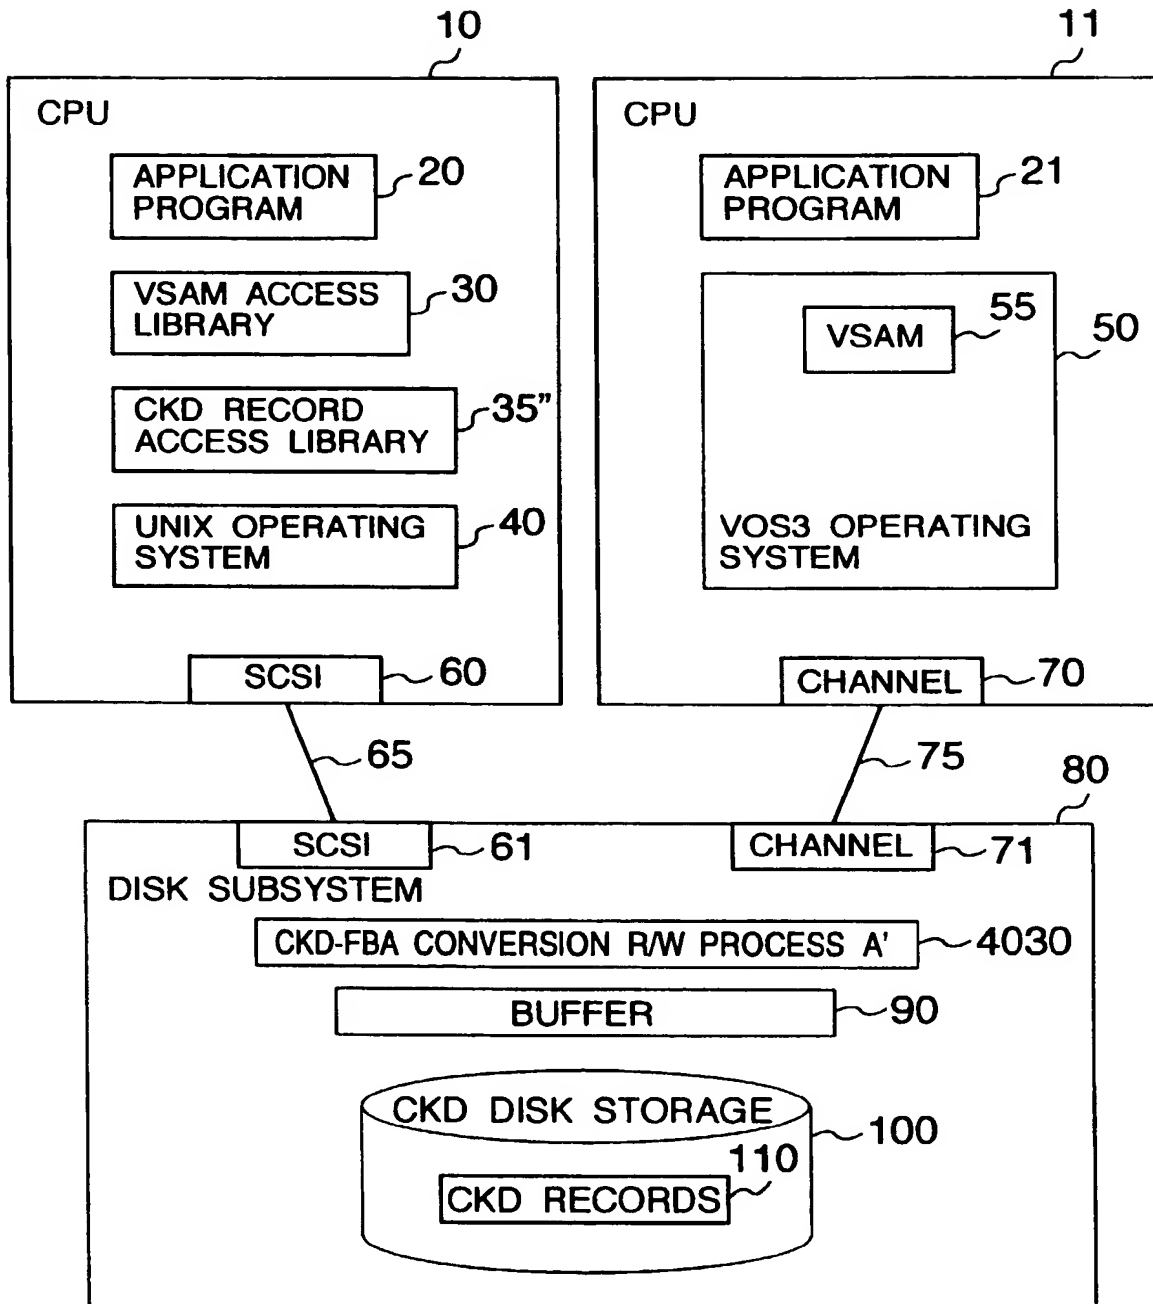 10
11
CPU
CPU
APPLICATION
PROGRAM
20
APPLICATION
PROGRAM
21
VSAM ACCESS
LIBRARY
30
VSAM
55
50
CKD RECORD
ACCESS LIBRARY
35”
UNIX OPERATING
SYSTEM
40
VOS3 OPERATING
SYSTEM
SCSI
60
CHANNEL
70
65
75
80
SCSI
61
CHANNEL
71
DISK SUBSYSTEM
CKD-FBA CONVERSION R/W PROCESS A'
4030
BUFFER
90
CKD DISK STORAGE
100
110
CKD RECORDS